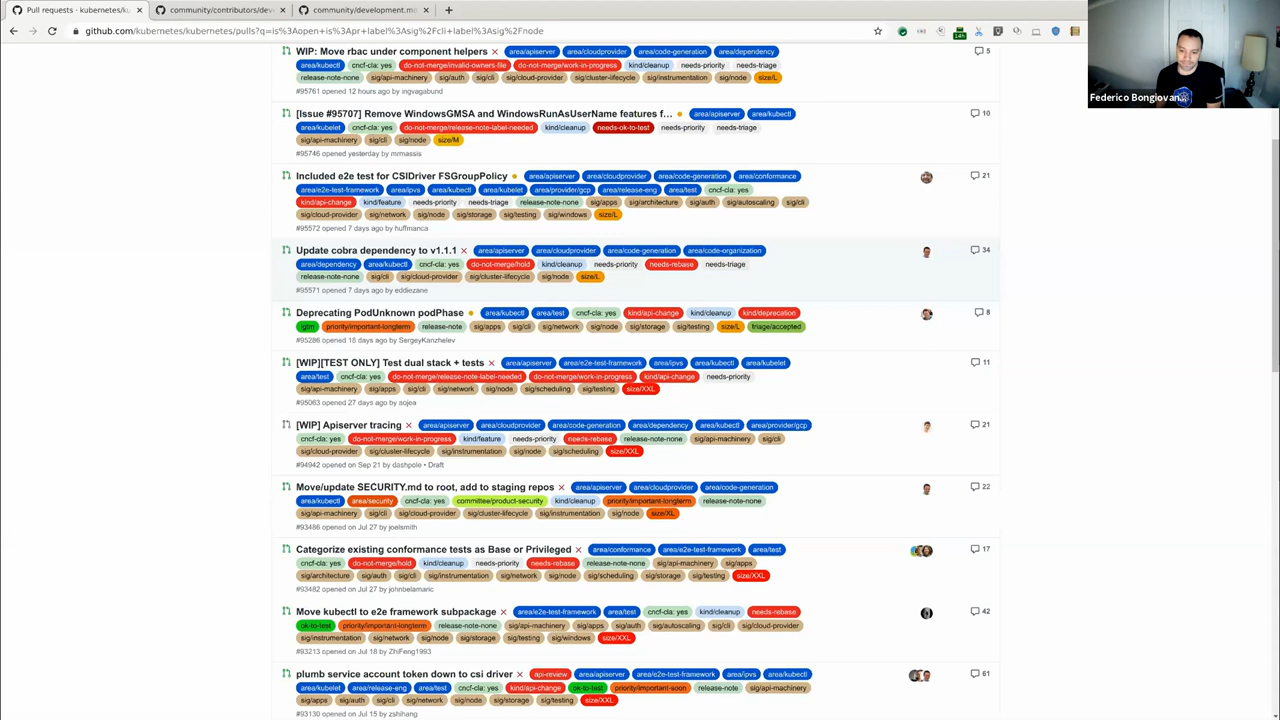 Pull requests · kubernetes/ku
community/contributors/deve
community/development.md
github.com/kubernetes/kubernetes/pulls?q=is%3Aopen+is%3Apr+label%3Asig%2Fcli+label%3Asig%2Fnode
14h
WIP: Move rbac under component helpers area/apiserver area/cloudprovider area/code-generation area/dependency 5
area/kubectl cncf-cla: yes do-not-merge/invalid-owners-file do-not-merge/work-in-progress kind/cleanup needs-priority needs-triage
release-note-none sig/api-machinery sig/auth sig/cli sig/cloud-provider sig/cluster-lifecycle sig/instrumentation sig/node size/L
#95761 opened 12 hours ago by ingvagabund
[Issue #95707] Remove WindowsGMSA and WindowsRunAsUserName features f... area/apiserver area/kubectl 10
area/kubelet cncf-cla: yes do-not-merge/release-note-label-needed kind/cleanup needs-ok-to-test needs-priority needs-triage
sig/api-machinery sig/cli sig/node size/M
#95746 opened yesterday by mrmassis
Included e2e test for CSIDriver FSGroupPolicy area/apiserver area/cloudprovider area/code-generation area/conformance 21
area/e2e-test-framework area/ipvs area/kubectl area/kubelet area/provider/gcp area/release-eng area/test cncf-cla: yes
kind/api-change kind/feature needs-priority needs-triage release-note-none sig/apps sig/architecture sig/auth sig/autoscaling sig/cli
sig/cloud-provider sig/network sig/node sig/storage sig/testing sig/windows size/L
#95572 opened 7 days ago by huffmanca
Update cobra dependency to v1.1.1 area/apiserver area/cloudprovider area/code-generation area/code-organization 34
area/dependency area/kubectl cncf-cla: yes do-not-merge/hold kind/cleanup needs-priority needs-rebase needs-triage
release-note-none sig/cli sig/cloud-provider sig/cluster-lifecycle sig/node size/L
#95571 opened 7 days ago by eddiezane
Deprecating PodUnknown podPhase area/kubectl area/test cncf-cla: yes kind/api-change kind/cleanup kind/deprecation 8
lgtm priority/important-longterm release-note sig/apps sig/cli sig/network sig/node sig/storage sig/testing size/L triage/accepted
#95286 opened 18 days ago by SergeyKanzhelev
[WIP][TEST ONLY] Test dual stack + tests area/apiserver area/e2e-test-framework area/ipvs area/kubectl area/kubelet 11
area/test cncf-cla: yes do-not-merge/release-note-label-needed do-not-merge/work-in-progress kind/api-change needs-priority
sig/api-machinery sig/apps sig/cli sig/network sig/node sig/scheduling sig/testing size/XXL
#95063 opened 27 days ago by aojea
[WIP] Apiserver tracing area/apiserver area/cloudprovider area/code-generation area/dependency area/kubectl area/provider/gcp 21
cncf-cla: yes do-not-merge/work-in-progress kind/feature needs-priority needs-rebase release-note-none sig/api-machinery sig/cli
sig/cloud-provider sig/cluster-lifecycle sig/instrumentation sig/node sig/scheduling size/XXL
#94942 opened on Sep 21 by dashpole • Draft
Move/update SECURITY.md to root, add to staging repos area/apiserver area/cloudprovider area/code-generation 22
area/kubectl area/security cncf-cla: yes committee/product-security kind/cleanup priority/important-longterm release-note-none
sig/api-machinery sig/cli sig/cloud-provider sig/cluster-lifecycle sig/instrumentation sig/node size/XL
#93486 opened on Jul 27 by joelsmith
Categorize existing conformance tests as Base or Privileged area/conformance area/e2e-test-framework area/test 17
cncf-cla: yes do-not-merge/hold kind/cleanup needs-priority needs-rebase release-note-none sig/api-machinery sig/apps
sig/architecture sig/auth sig/cli sig/instrumentation sig/network sig/node sig/scheduling sig/storage sig/testing size/XXL
#93482 opened on Jul 27 by johnbelamaric
Move kubectl to e2e framework subpackage area/e2e-test-framework area/test cncf-cla: yes kind/cleanup needs-rebase 42
ok-to-test priority/important-longterm release-note-none sig/api-machinery sig/apps sig/auth sig/autoscaling sig/cli sig/cloud-provider
sig/instrumentation sig/network sig/node sig/storage sig/testing sig/windows size/XXL
#93213 opened on Jul 18 by ZhiFeng1993
plumb service account token down to csi driver api-review area/apiserver area/e2e-test-framework area/ipvs area/kubectl 61
area/kubelet area/release-eng area/test cncf-cla: yes kind/api-change ok-to-test priority/important-soon release-note sig/api-machinery
sig/apps sig/auth sig/cli sig/network sig/node sig/storage sig/testing size/XXL
#93130 opened on Jul 15 by zshihang
Federico Bongiovan